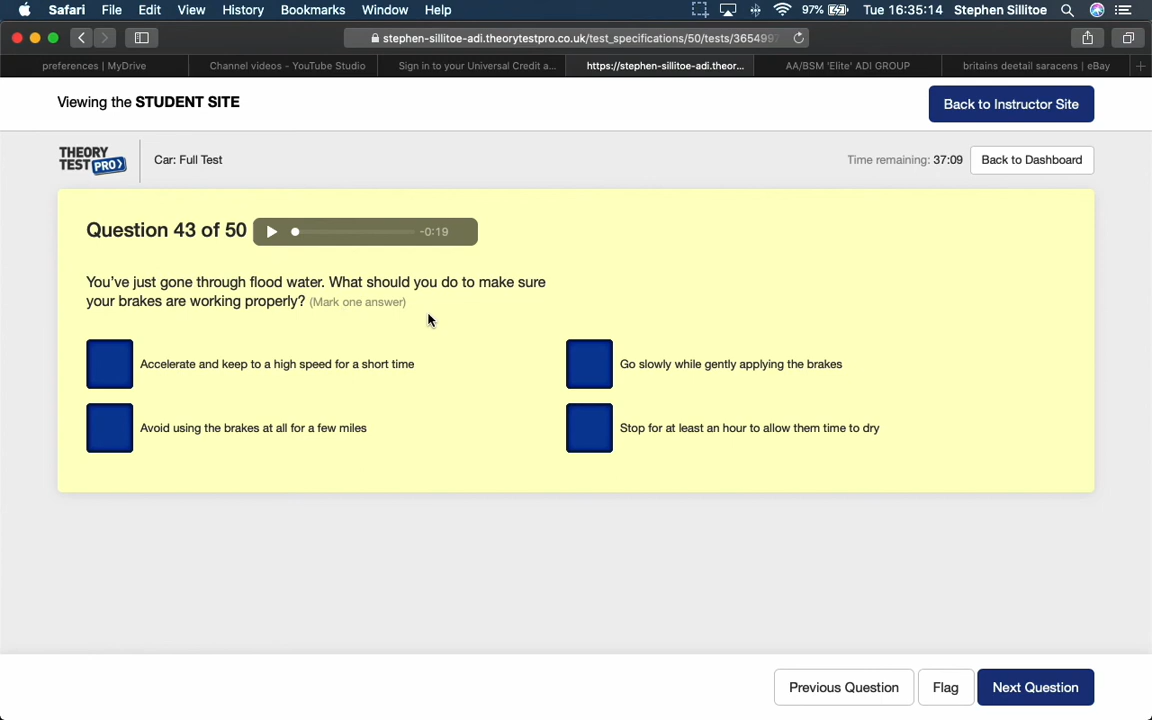 Safari File Edit View History Bookmarks Window Help 97% Tue 16:35:14 Stephen Sillitoe
stephen-sillitoe-adi.theorytestpro.co.uk/test_specifications/50/tests/3654997
preferences | MyDrive Channel videos - YouTube Studio Sign in to your Universal Credit a... https://stephen-sillitoe-adi.theor... AA/BSM 'Elite' ADI GROUP britains deetail saracens | eBay
Viewing the STUDENT SITE
Back to Instructor Site
THEORY
TEST PRO
Car: Full Test
Time remaining: 37:09
Back to Dashboard
Question 43 of 50
-0:19
You've just gone through flood water. What should you do to make sure
your brakes are working properly? (Mark one answer)
Accelerate and keep to a high speed for a short time
Go slowly while gently applying the brakes
Avoid using the brakes at all for a few miles
Stop for at least an hour to allow them time to dry
Previous Question
Flag
Next Question